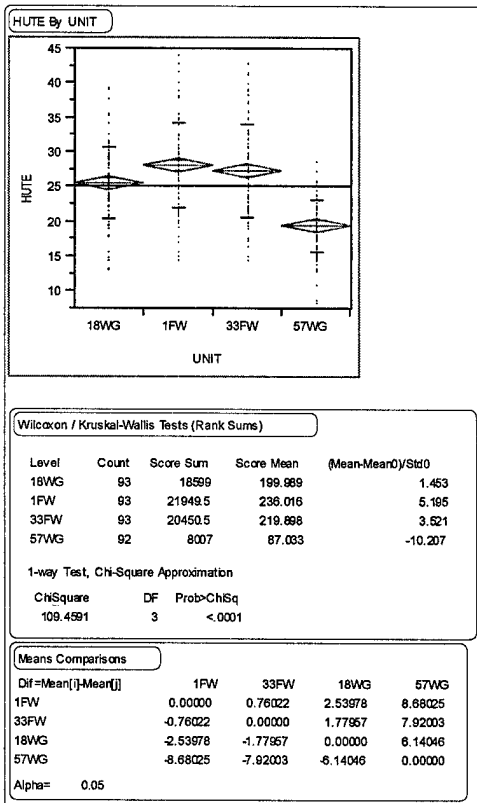 HUTE By UNIT
45
40
35
30
25
20
15
10
HUTE
18WG 1FW 33FW 57WG
UNIT
Wilcoxon / Kruskal-Wallis Tests (Rank Sums)
Level Count Score Sum Score Mean (Mean-Mean0)/Std0
18WG 93 18599 199.989 1.453
1FW 93 21949.5 236.016 5.195
33FW 93 20450.5 219.898 3.521
57WG 92 8007 87.033 -10.207
1-way Test, Chi-Square Approximation
ChiSquare DF Prob>ChiSq
109.4591 3 <.0001
Means Comparisons
Dif=Mean[i]-Mean[j] 1FW 33FW 18WG 57WG
1FW 0.00000 0.76022 2.53978 8.68025
33FW -0.76022 0.00000 1.77957 7.92003
18WG -2.53978 -1.77957 0.00000 6.14046
57WG -8.68025 -7.92003 -6.14046 0.00000
Alpha= 0.05